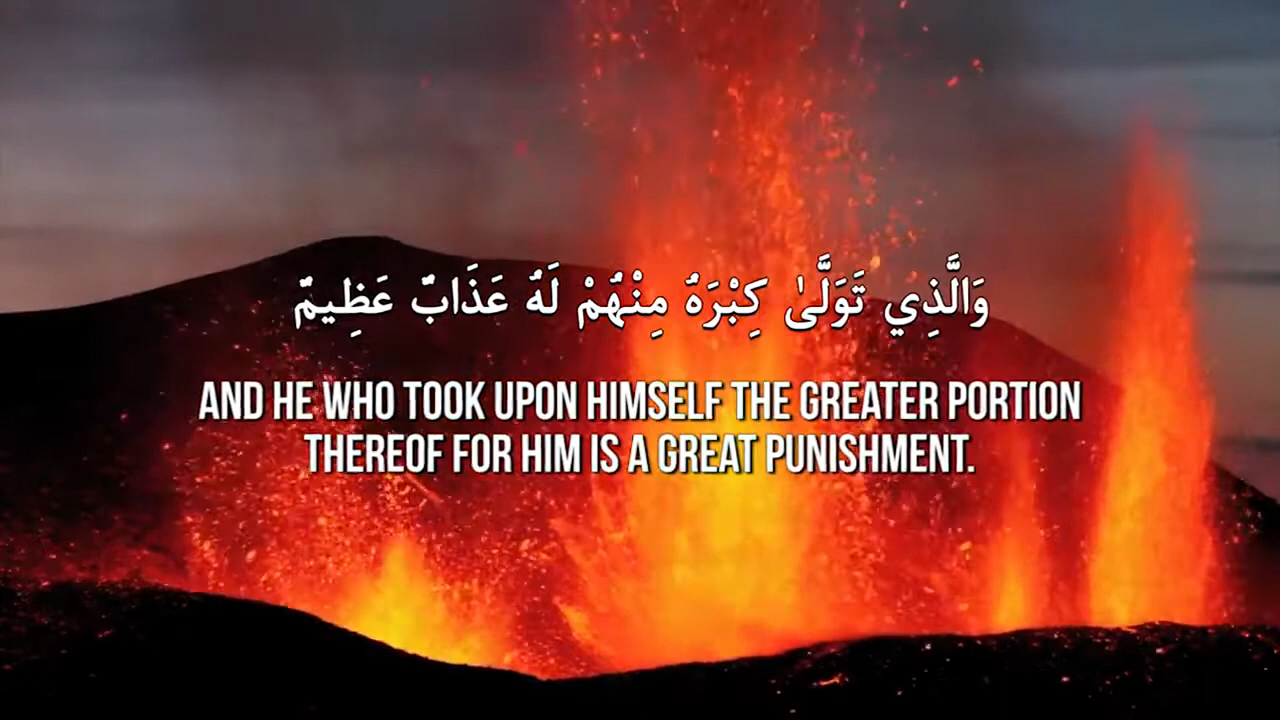 وَالَّذِي تَوَلَّىٰ كِبْرَهُ مِنْهُمْ لَهُ عَذَابٌ عَظِيمٌ
AND HE WHO TOOK UPON HIMSELF THE GREATER PORTION
THEREOF FOR HIM IS A GREAT PUNISHMENT.